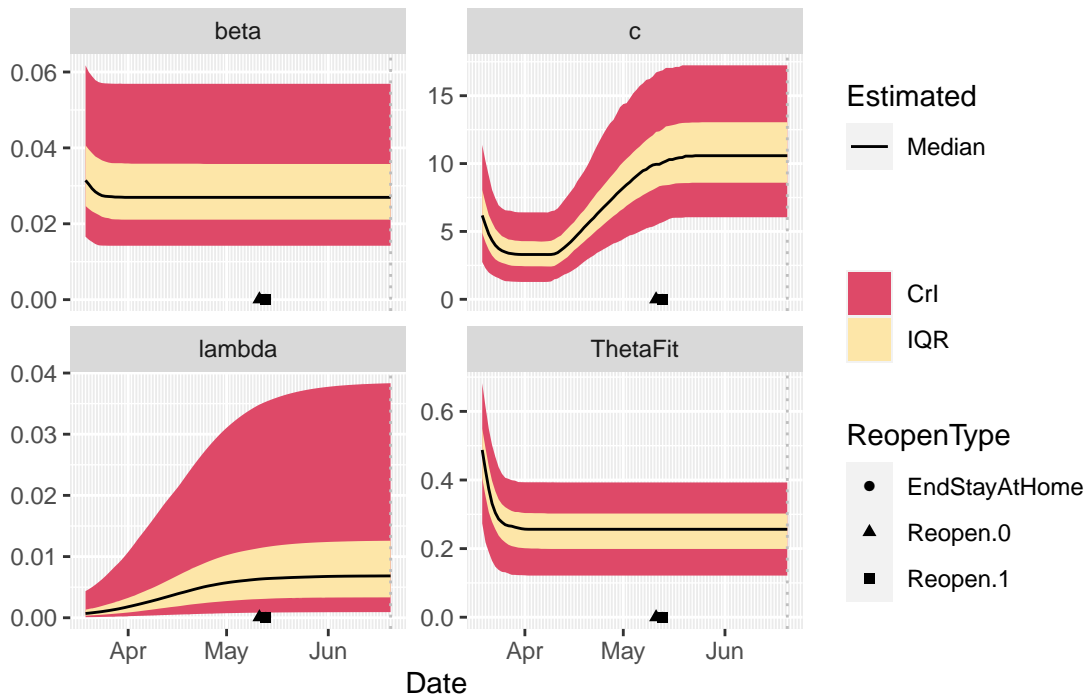 beta
c
0.06
0.04
0.02
0.00
15
10
5
0
lambda
ThetaFit
0.04
0.03
0.02
0.01
0.00
0.6
0.4
0.2
0.0
Apr May Jun
Apr May Jun
Date
Estimated
Median
CrI
IQR
ReopenType
EndStayAtHome
Reopen.0
Reopen.1